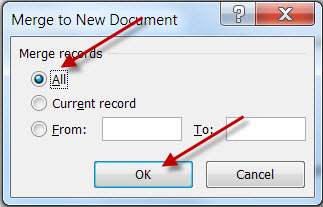 Merge to New Document
?
Merge records
All
Current record
From: To:
OK Cancel